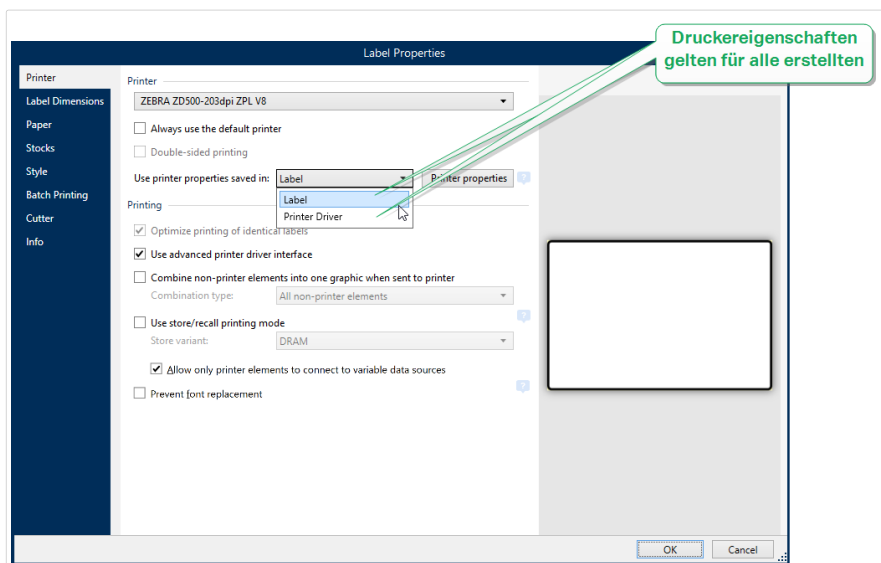 Druckereigenschaften
gelten für alle erstellten
Label Properties
Printer
Label Dimensions
Paper
Stocks
Style
Batch Printing
Cutter
Info
Printer
ZEBRA ZD500-203dpi ZPL V8
Always use the default printer
Double-sided printing
Use printer properties saved in: Label Printer properties ?
Label
Printer Driver
Printing
Optimize printing of identical labels
Use advanced printer driver interface
Combine non-printer elements into one graphic when sent to printer
Combination type: All non-printer elements
?
Use store/recall printing mode
Store variant: DRAM
Allow only printer elements to connect to variable data sources
?
Prevent font replacement
OK Cancel